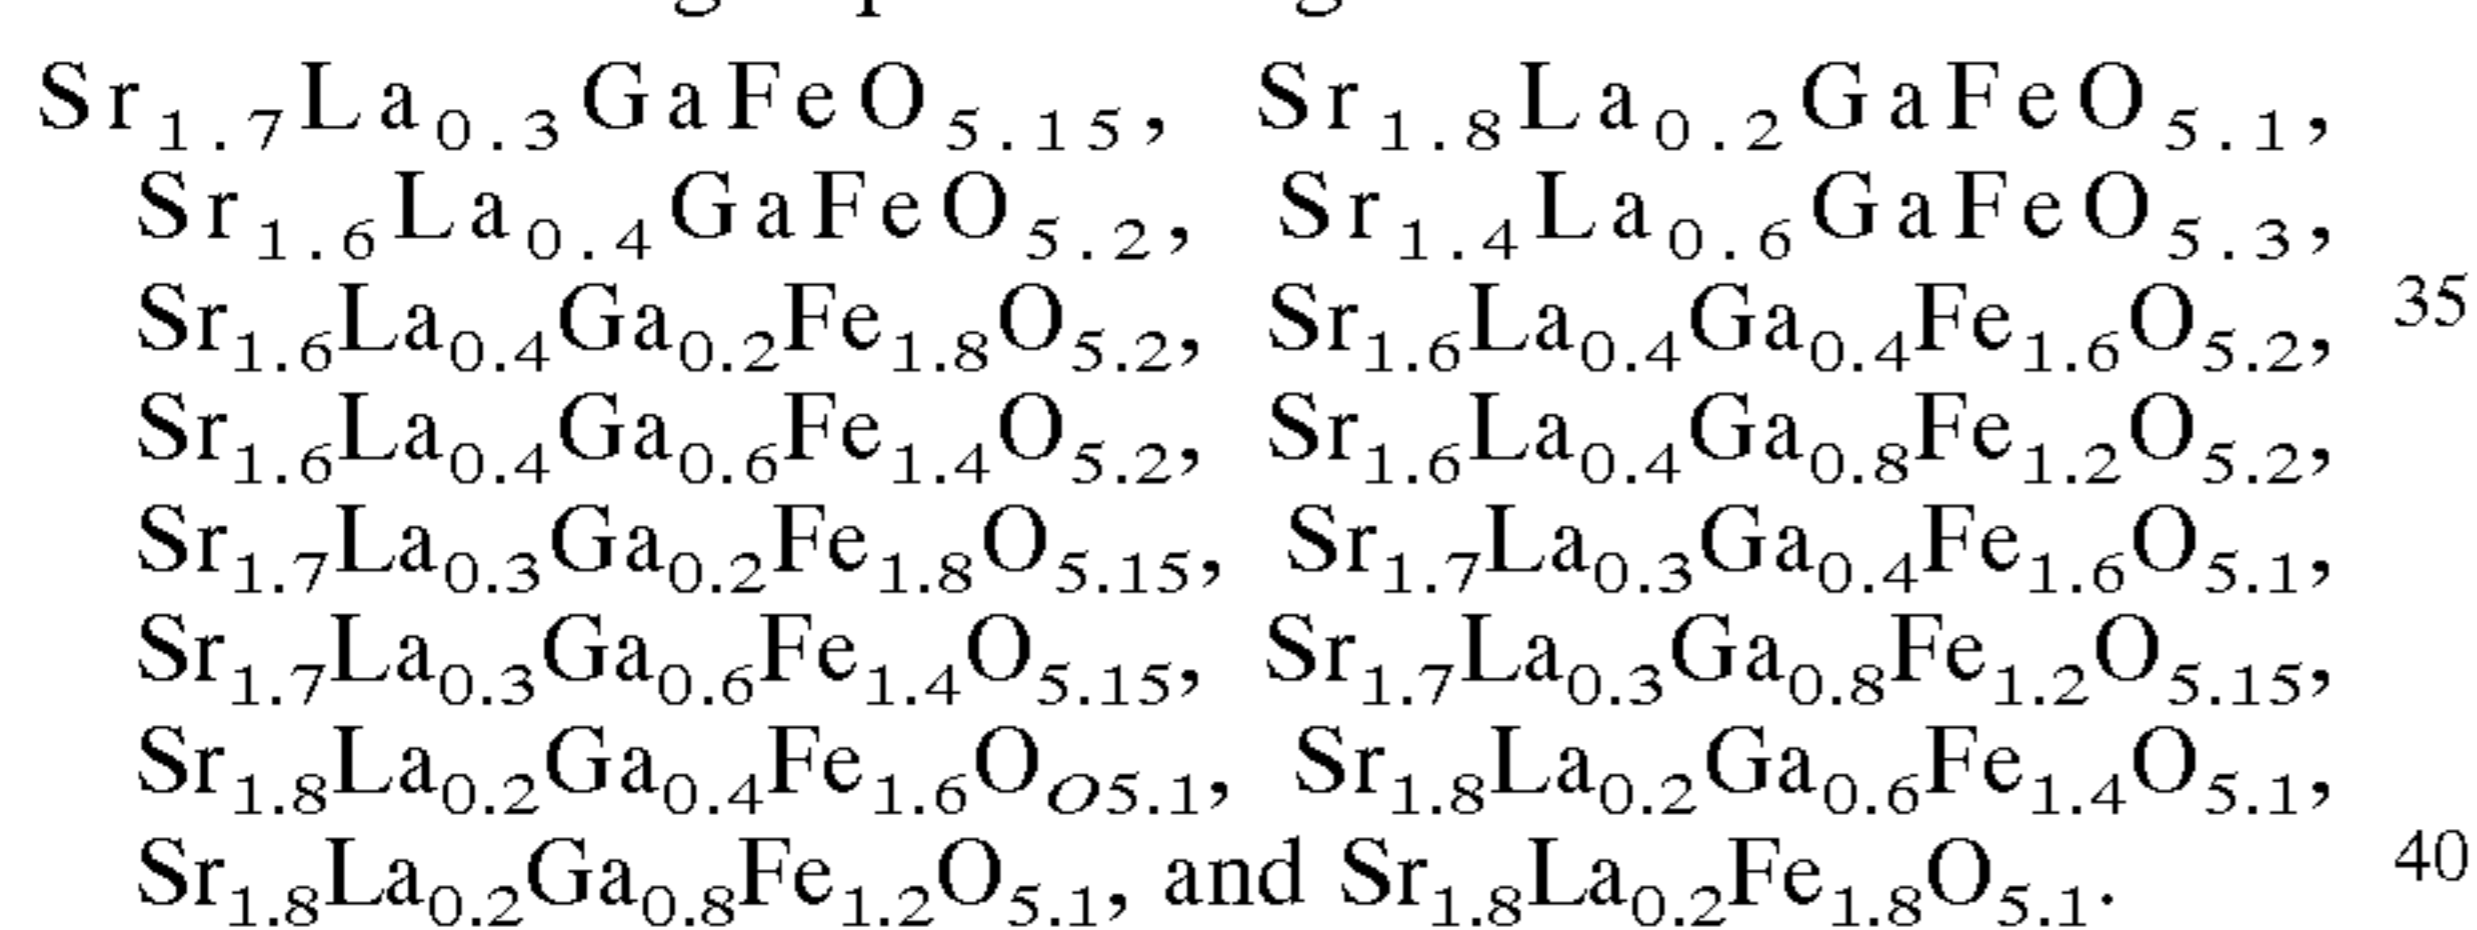 Sr1.7La0.3GaFeO5.15, Sr1.8La0.2GaFeO5.1,
Sr1.6La0.4GaFeO5.2, Sr1.4La0.6GaFeO5.3,
Sr1.6La0.4Ga0.2Fe1.8O5.2, Sr1.6La0.4Ga0.4Fe1.6O5.2, 35
Sr1.6La0.4Ga0.6Fe1.4O5.2, Sr1.6La0.4Ga0.8Fe1.2O5.2,
Sr1.7La0.3Ga0.2Fe1.8O5.15, Sr1.7La0.3Ga0.4Fe1.6O5.1,
Sr1.7La0.3Ga0.6Fe1.4O5.15, Sr1.7La0.3Ga0.8Fe1.2O5.15,
Sr1.8La0.2Ga0.4Fe1.6OO5.1, Sr1.8La0.2Ga0.6Fe1.4O5.1,
Sr1.8La0.2Ga0.8Fe1.2O5.1, and Sr1.8La0.2Fe1.8O5.1. 40